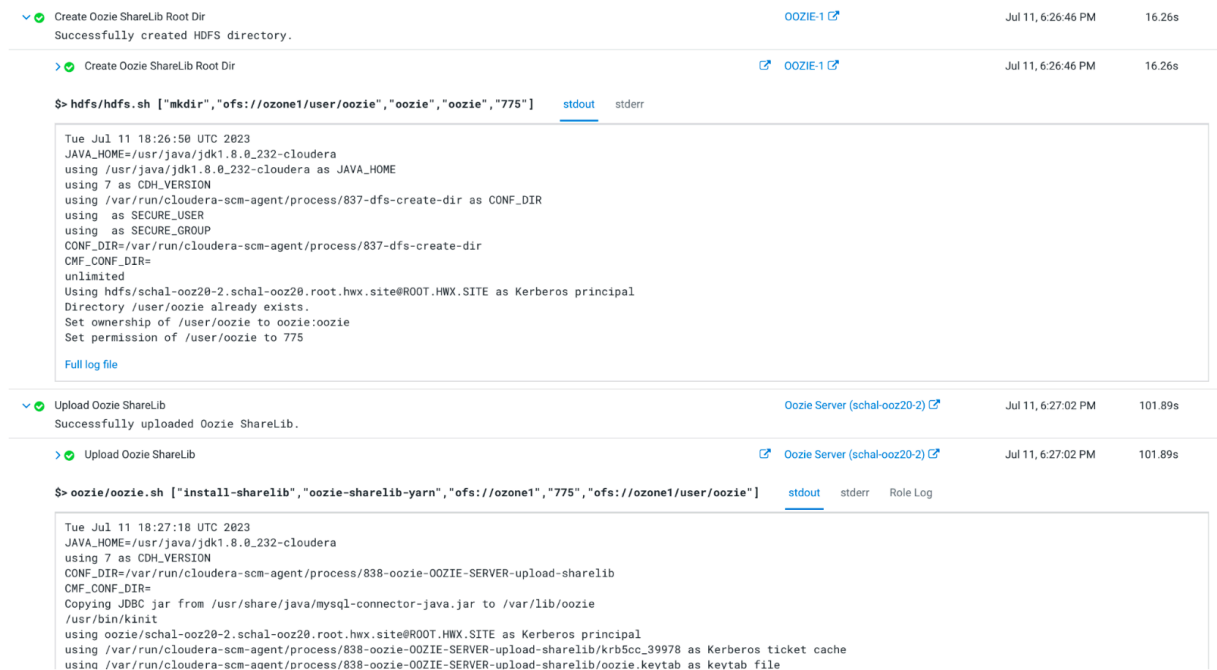 Create Oozie ShareLib Root Dir OOZIE-1 Jul 11, 6:26:46 PM 16.26s
Successfully created HDFS directory.
Create Oozie ShareLib Root Dir OOZIE-1 Jul 11, 6:26:46 PM 16.26s
$> hdfs/hdfs.sh ["mkdir","ofs://ozone1/user/oozie","oozie","oozie","775"] stdout stderr
Tue Jul 11 18:26:50 UTC 2023
JAVA_HOME=/usr/java/jdk1.8.0_232-cloudera
using /usr/java/jdk1.8.0_232-cloudera as JAVA_HOME
using 7 as CDH_VERSION
using /var/run/cloudera-scm-agent/process/837-dfs-create-dir as CONF_DIR
using  as SECURE_USER
using  as SECURE_GROUP
CONF_DIR=/var/run/cloudera-scm-agent/process/837-dfs-create-dir
CMF_CONF_DIR=
unlimited
Using hdfs/schal-ooz20-2.schal-ooz20.root.hwx.site@ROOT.HWX.SITE as Kerberos principal
Directory /user/oozie already exists.
Set ownership of /user/oozie to oozie:oozie
Set permission of /user/oozie to 775
Full log file
Upload Oozie ShareLib Oozie Server (schal-ooz20-2) Jul 11, 6:27:02 PM 101.89s
Successfully uploaded Oozie ShareLib.
Upload Oozie ShareLib Oozie Server (schal-ooz20-2) Jul 11, 6:27:02 PM 101.89s
$> oozie/oozie.sh ["install-sharelib","oozie-sharelib-yarn","ofs://ozone1","775","ofs://ozone1/user/oozie"] stdout stderr Role Log
Tue Jul 11 18:27:18 UTC 2023
JAVA_HOME=/usr/java/jdk1.8.0_232-cloudera
using 7 as CDH_VERSION
CONF_DIR=/var/run/cloudera-scm-agent/process/838-oozie-OOZIE-SERVER-upload-sharelib
CMF_CONF_DIR=
Copying JDBC jar from /usr/share/java/mysql-connector-java.jar to /var/lib/oozie
/usr/bin/kinit
using oozie/schal-ooz20-2.schal-ooz20.root.hwx.site@ROOT.HWX.SITE as Kerberos principal
using /var/run/cloudera-scm-agent/process/838-oozie-OOZIE-SERVER-upload-sharelib/krb5cc_39978 as Kerberos ticket cache
using /var/run/cloudera-scm-agent/process/838-oozie-OOZIE-SERVER-upload-sharelib/oozie.keytab as keytab file